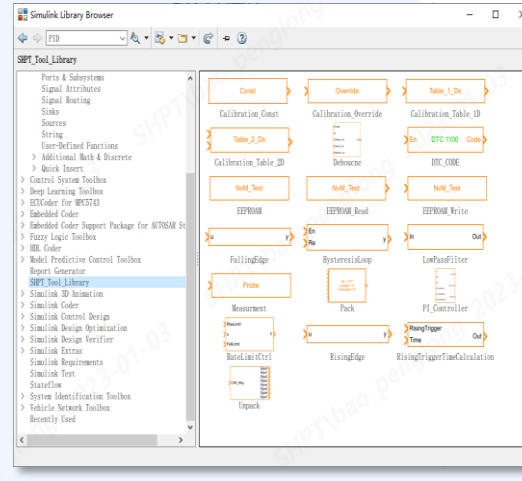 Simulink Library Browser
PID
SHPT_Tool_Library
Ports & Subsystems
Signal Attributes
Signal Routing
Sinks
Sources
String
User-Defined Functions
Additional Math & Discrete
Quick Insert
Control System Toolbox
Deep Learning Toolbox
ECUCoder for MPC5743
Embedded Coder
Embedded Coder Support Package for AUTOSAR St
Fuzzy Logic Toolbox
HDL Coder
Model Predictive Control Toolbox
Report Generator
SHPT_Tool_Library
Simulink 3D Animation
Simulink Coder
Simulink Control Design
Simulink Design Optimization
Simulink Design Verifier
Simulink Extras
Simulink Requirements
Simulink Test
Stateflow
System Identification Toolbox
Vehicle Network Toolbox
Recently Used
Const Override Table_1_Ds
Calibration_Const Calibration_Override Calibration_Table_1D
Table_2_Ds En DTC 1100 Code
Calibration_Table_2D Deboucne DTC_CODE
NvM_Test NvM_Test NvM_Test
EEPROAM EEPROAM_Read EEPROAM_Write
u y En Re y In Out
FallingEdge HysteresisLoop LowPassFilter
Probe
Measurment Pack PI_Controller
u y RisingTrigger Time Out
RateLimitCtrl RisingEdge RisingTriggerTimeCalculation
Unpack